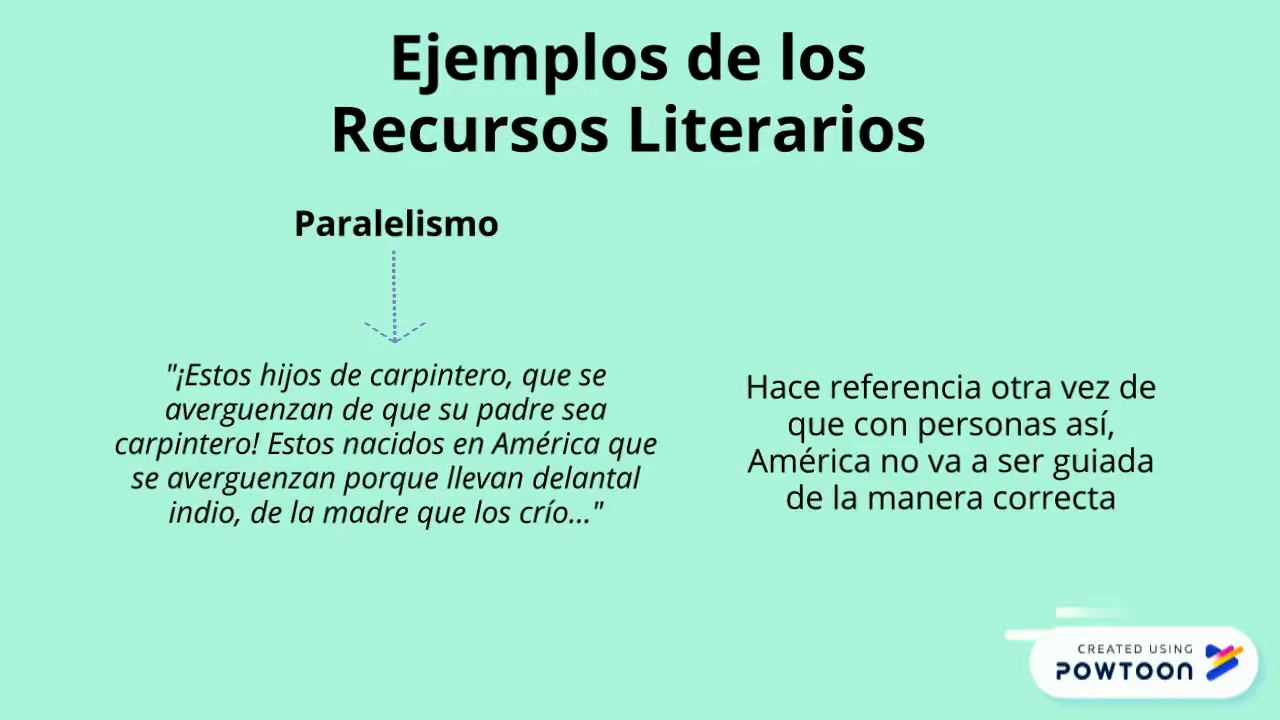 Ejemplos de los
Recursos Literarios
Paralelismo
"¡Estos hijos de carpintero, que se
averguenzan de que su padre sea
carpintero! Estos nacidos en América que
se averguenzan porque llevan delantal
indio, de la madre que los crío..."
Hace referencia otra vez de
que con personas así,
América no va a ser guiada
de la manera correcta
CREATED USING
POWTOON